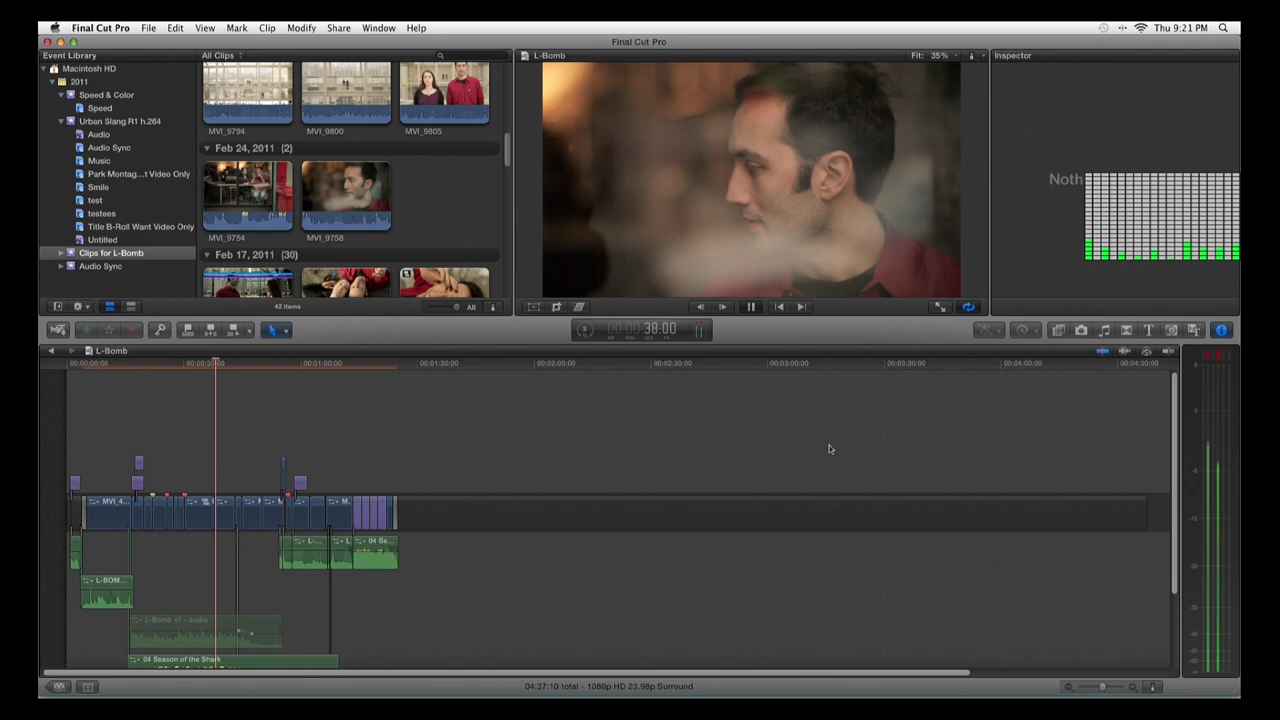 Final Cut Pro File Edit View Mark Clip Modify Share Window Help Thu 9:21 PM
Final Cut Pro
Event Library All Clips L-Bomb Fit: 35% Inspector
Macintosh HD
2011
Speed & Color
Speed
Urban Slang R1 h.264
Audio
Audio Sync
Music
Park Montag...t Video Only
Smile
test
testees
Title B-Roll Want Video Only
Untitled
Clips for L-Bomb
Audio Sync
MVI_9794 MVI_9800 MVI_9805
Feb 24, 2011 (2)
MVI_9754 MVI_9758
Feb 17, 2011 (30)
42 items All
Noth
38:00
L-Bomb
00:00:00:00 00:00:30:00 00:01:00:00 00:01:30:00 00:02:00:00 00:02:30:00 00:03:00:00 00:03:30:00 00:04:00:00 00:04:30:00
MVI_4... M.
L-... L 04 Se...
L-BOM...
L-Bomb v7 - audio
04 Season of the Shark
04:37:10 total - 1080p HD 23.98p Surround